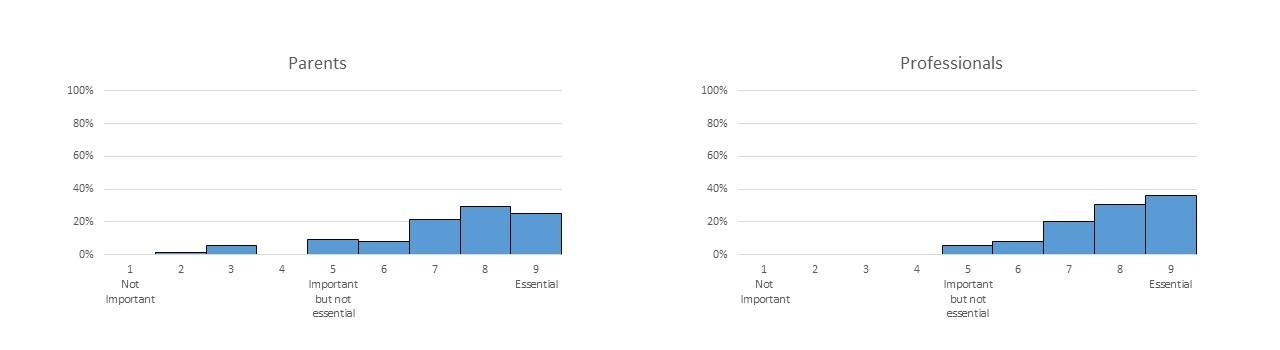 Parents
100%
80%
60%
40%
20%
0%
1 2 3 4 5 6 7 8 9
Not Important Essential
Important but not
essential
Professionals
100%
80%
60%
40%
20%
0%
1 2 3 4 5 6 7 8 9
Not Important Essential
Important but not
essential